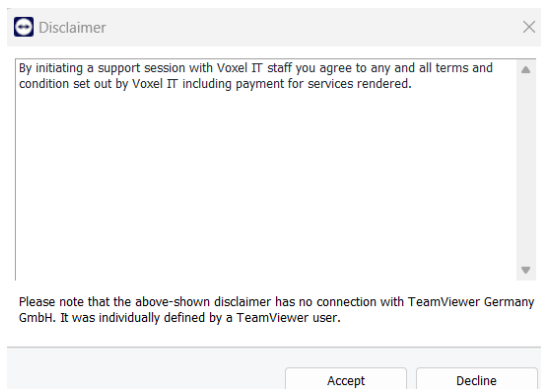 Disclaimer
By initiating a support session with Voxel IT staff you agree to any and all terms and
condition set out by Voxel IT including payment for services rendered.
Please note that the above-shown disclaimer has no connection with TeamViewer Germany
GmbH. It was individually defined by a TeamViewer user.
Accept Decline